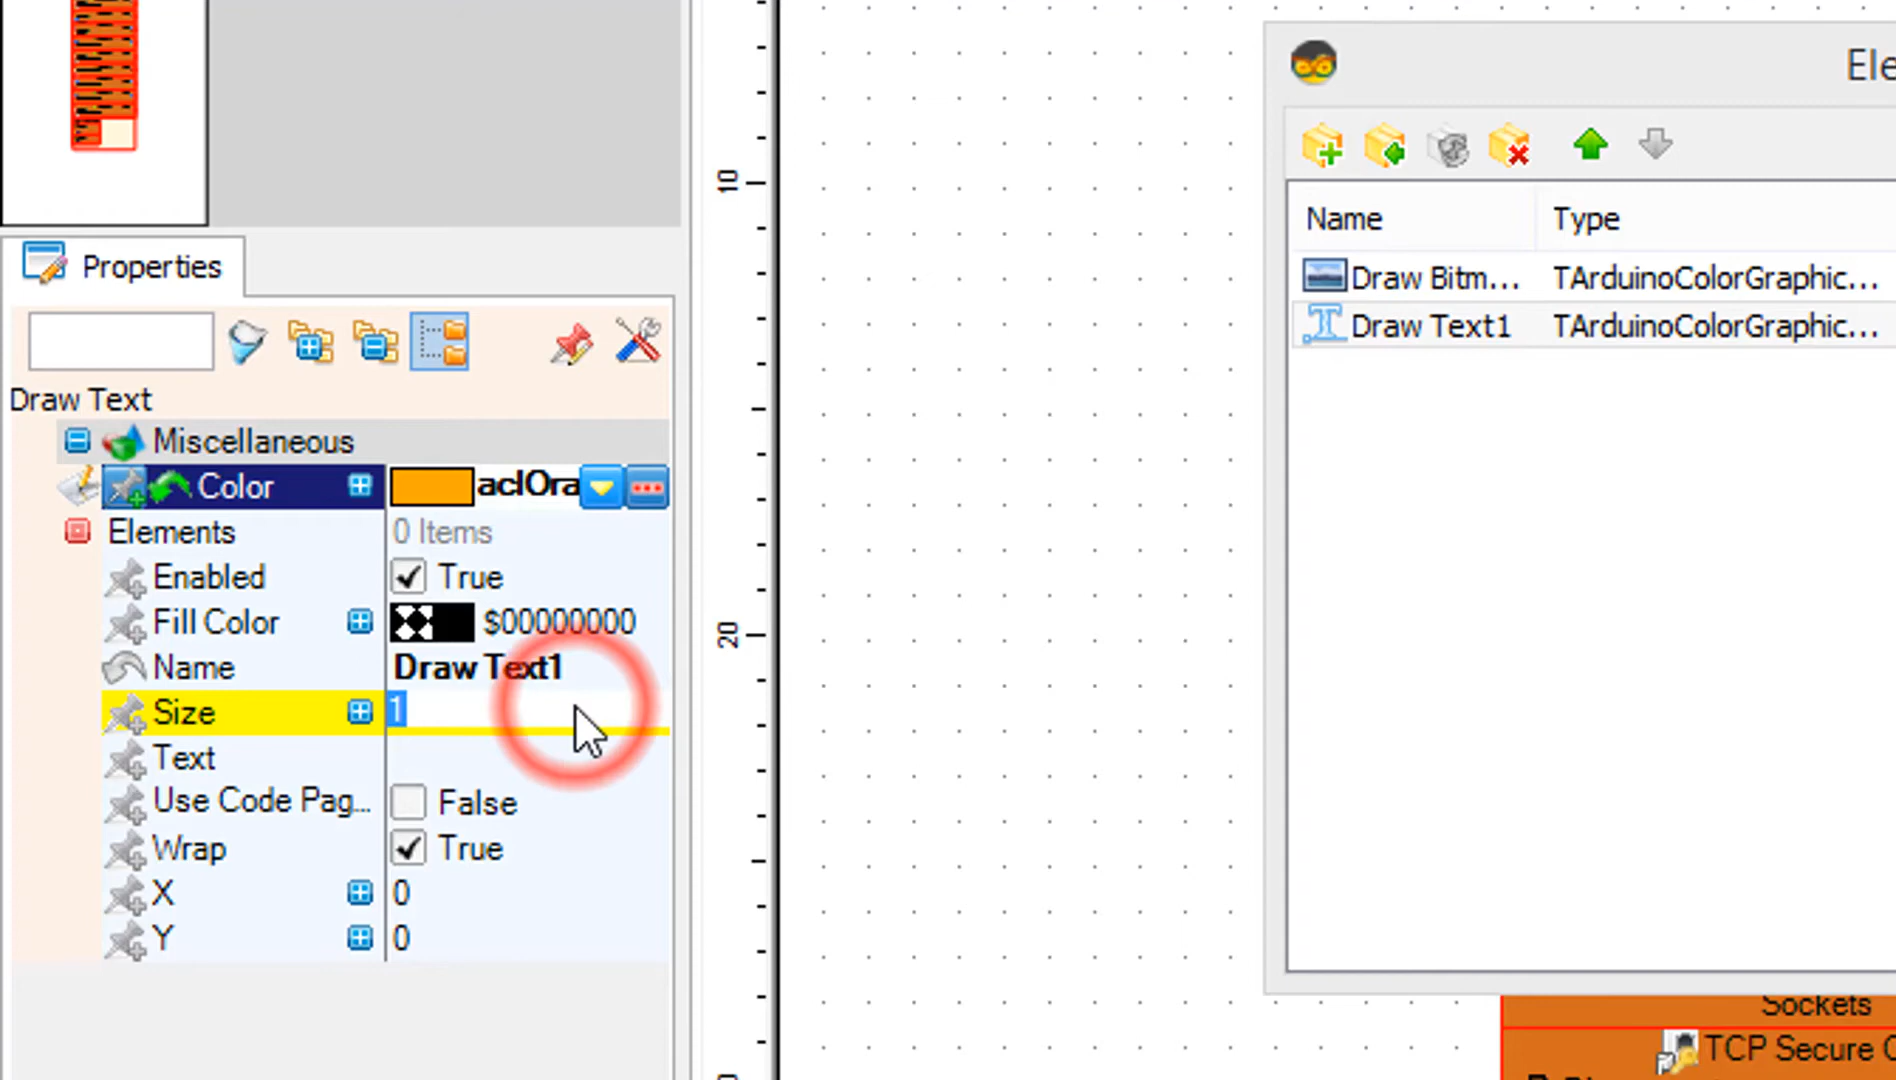 Properties
Draw Text
Miscellaneous
Color aclOra
Elements 0 Items
Enabled True
Fill Color $00000000
Name Draw Text1
Size 1
Text
Use Code Pag... False
Wrap True
X 0
Y 0
10
20
Ele
Name Type
Draw Bitm... TArduinoColorGraphic...
Draw Text1 TArduinoColorGraphic...
Sockets
TCP Secure C